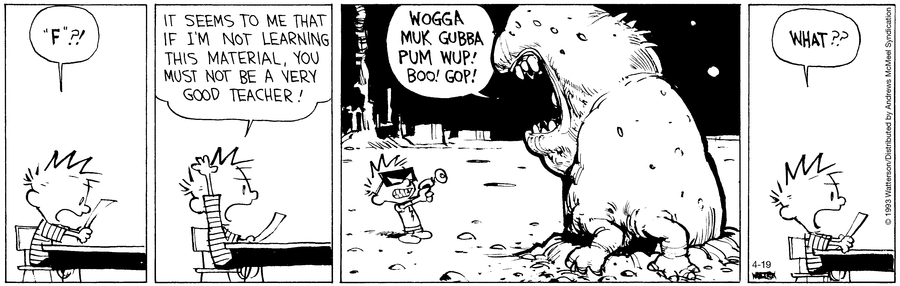 "F"?!
IT SEEMS TO ME THAT
IF I'M NOT LEARNING
THIS MATERIAL, YOU
MUST NOT BE A VERY
GOOD TEACHER!
WOGGA
MUK GUBBA
PUM WUP!
BOO! GOP!
WHAT??
4-19
WATTERSON
© 1993 Watterson/Distributed by Andrews McMeel Syndication